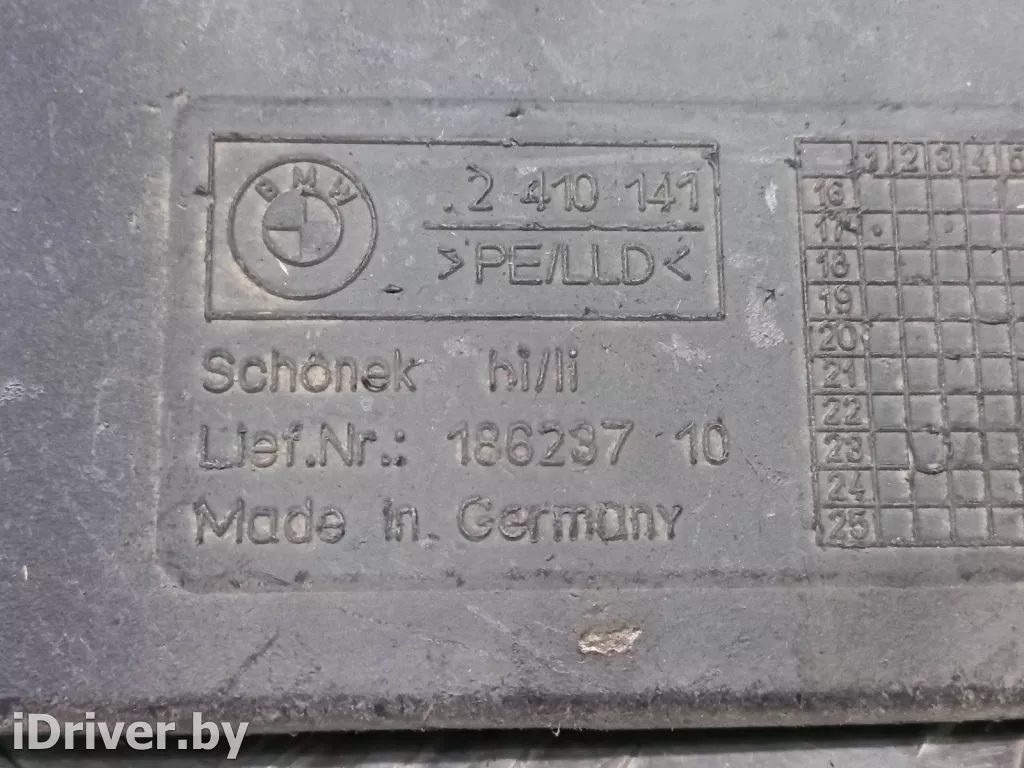 BMW
2 410 141
>PE/LLD<
Schönek hi/li
Lief.Nr.: 186237 10
Made in Germany
1 2 3 4 5
16
17
18
19
20
21
22
23
24
25
iDriver.by